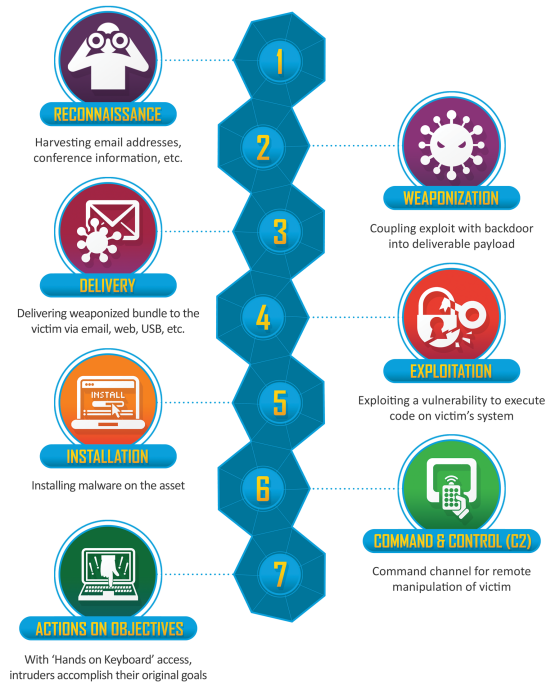 1
RECONNAISSANCE
Harvesting email addresses,
conference information, etc.
2
WEAPONIZATION
Coupling exploit with backdoor
into deliverable payload
3
DELIVERY
Delivering weaponized bundle to the
victim via email, web, USB, etc.
4
EXPLOITATION
Exploiting a vulnerability to execute
code on victim's system
5
INSTALL
INSTALLATION
Installing malware on the asset
6
COMMAND & CONTROL (C2)
Command channel for remote
manipulation of victim
7
ACTIONS ON OBJECTIVES
With ‘Hands on Keyboard’ access,
intruders accomplish their original goals